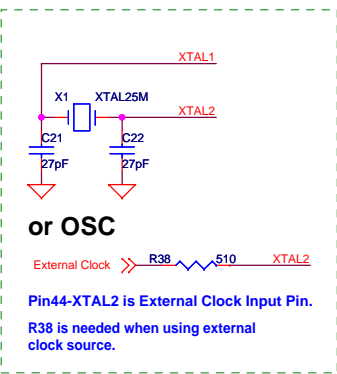 XTAL1
X1 XTAL25M
XTAL2
C21 C22
27pF 27pF
or OSC
External Clock R38 510 XTAL2
Pin44-XTAL2 is External Clock Input Pin.
R38 is needed when using external
clock source.